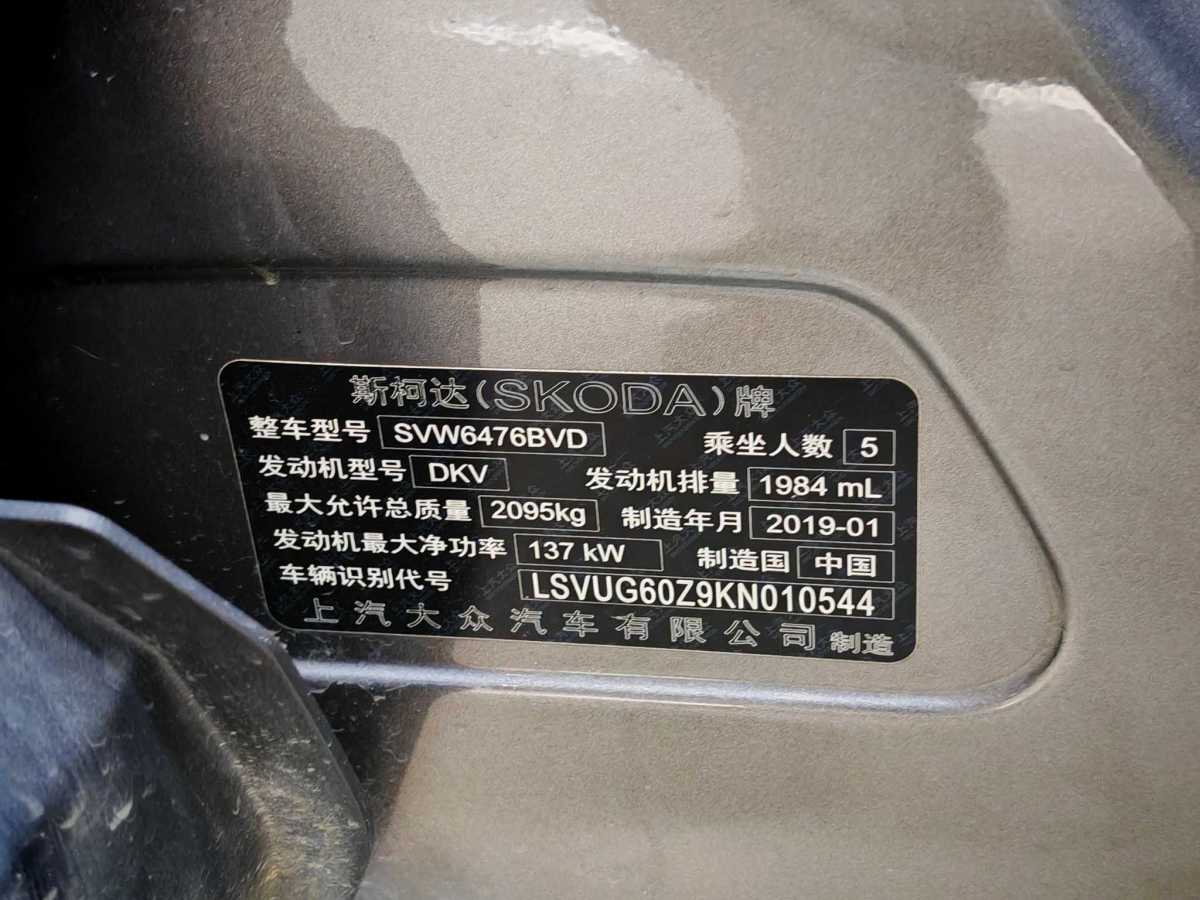 斯柯达(SKODA)牌
整车型号 SVW6476BVD 乘坐人数 5
发动机型号 DKV 发动机排量 1984 mL
最大允许总质量 2095kg 制造年月 2019-01
发动机最大净功率 137 kW 制造国 中国
车辆识别代号 LSVUG60Z9KN010544
上汽大众汽车有限公司 制造